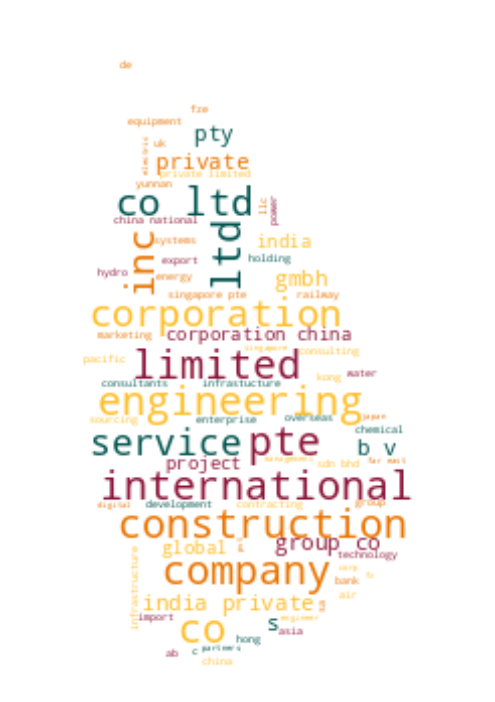 de
fze
equipment
pty
uk
electric
private
private limited
yunnan
co ltd
llc
power
china national
inc
ltd
systems
india
export
holding
hydro
energy
gmbh
singapore pte
railway
corporation
marketing
corporation china
singapore
consulting
pacific
limited
kong
water
consultants
infrastucture
engineering
sourcing
enterprise
overseas
japan
chemical
service
pte
b v
project
management
sdn bhd
far east
international
digital
development
contracting
group
construction
global
group co
technology
infrastructure
company
corp
bank
air
india private
import
co
s
engineer
asia
hong
ab
c
partners
china